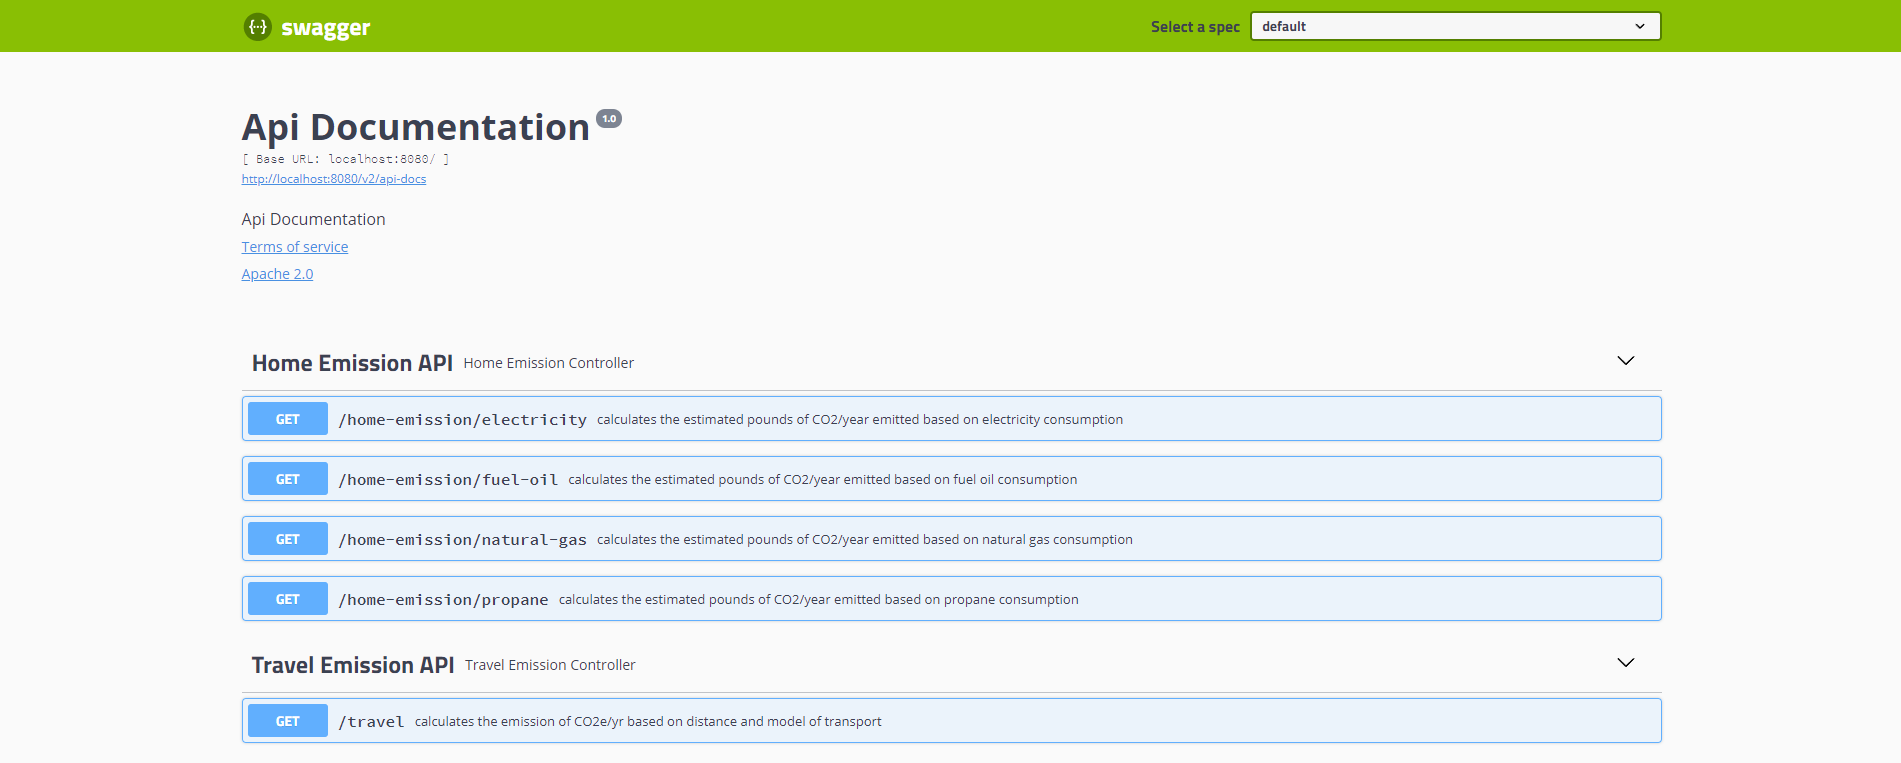 {···} swagger Select a spec default
Api Documentation 1.0
[ Base URL: localhost:8080/ ]
http://localhost:8080/v2/api-docs
Api Documentation
Terms of service
Apache 2.0
Home Emission API Home Emission Controller
GET /home-emission/electricity calculates the estimated pounds of CO2/year emitted based on electricity consumption
GET /home-emission/fuel-oil calculates the estimated pounds of CO2/year emitted based on fuel oil consumption
GET /home-emission/natural-gas calculates the estimated pounds of CO2/year emitted based on natural gas consumption
GET /home-emission/propane calculates the estimated pounds of CO2/year emitted based on propane consumption
Travel Emission API Travel Emission Controller
GET /travel calculates the emission of CO2e/yr based on distance and model of transport